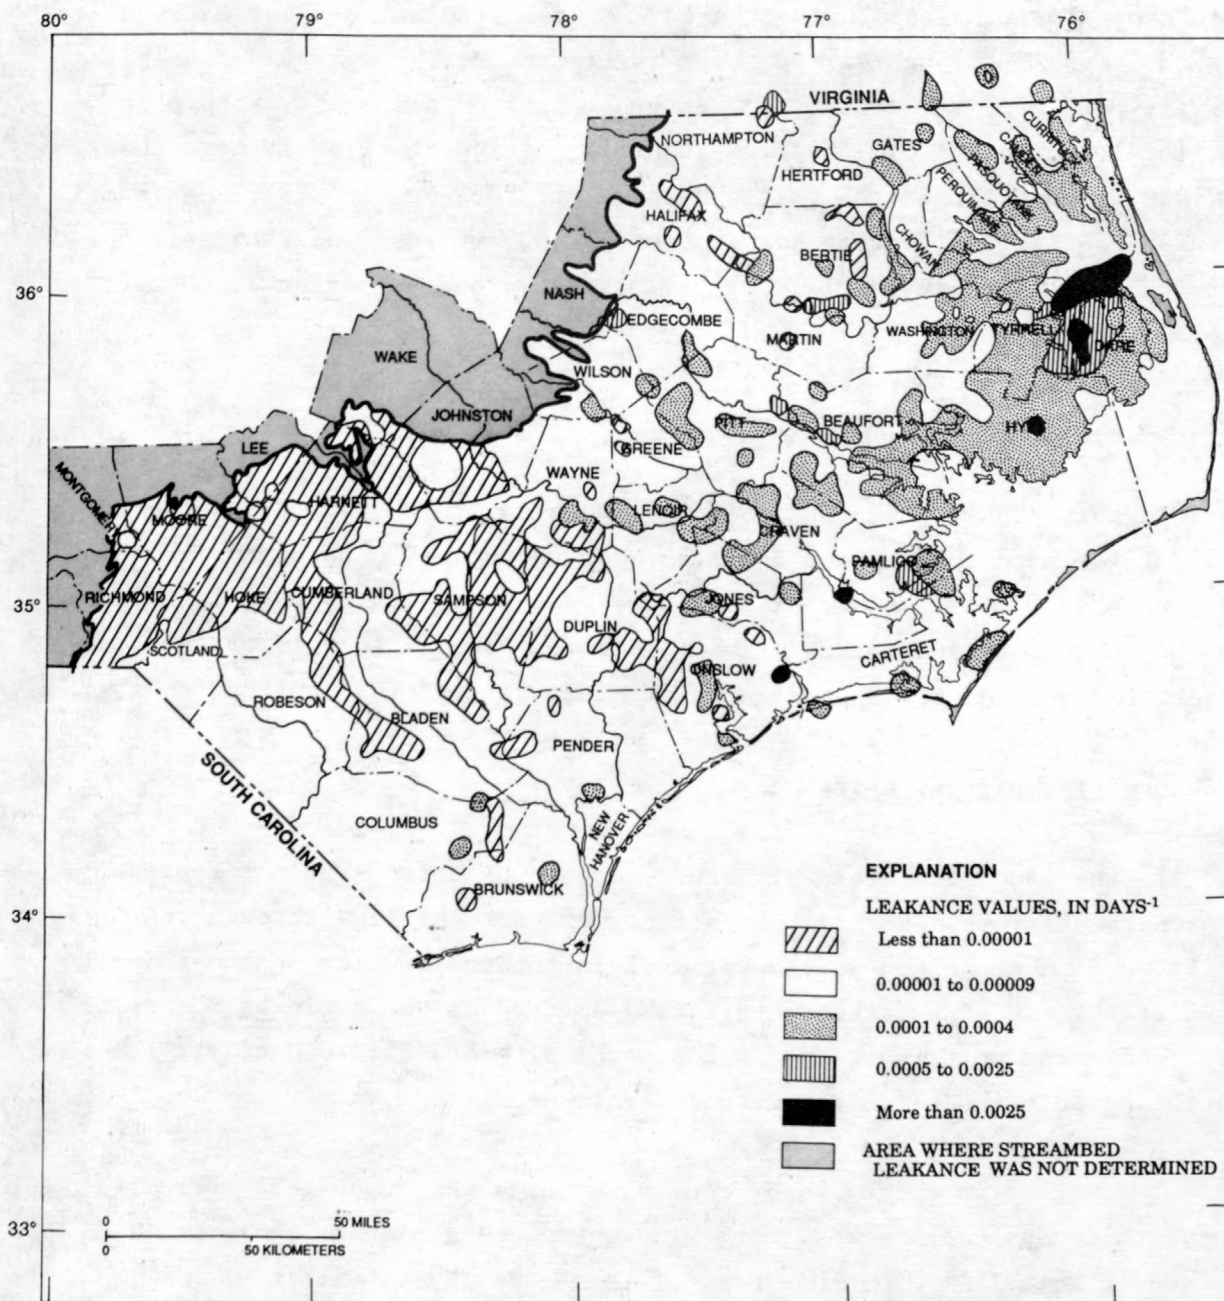 80°
79°
78°
77°
76°
VIRGINIA
NORTHAMPTON
GATES
CURRITUCK
CAMDEN
PASQUOTANK
PERQUIMANS
HERTFORD
HALIFAX
CHOWAN
BERTIE
36°
NASH
EDGECOMBE
WASHINGTON
TYRRELL
DARE
MARTIN
WAKE
WILSON
JOHNSTON
PITT
BEAUFORT
HYDE
LEE
GREENE
MONTGOMERY
WAYNE
HARNETT
MOORE
LENOIR
CRAVEN
PAMLICO
35°
RICHMOND
HOKE
CUMBERLAND
SAMPSON
JONES
DUPLIN
SCOTLAND
CARTERET
ONSLOW
ROBESON
BLADEN
PENDER
SOUTH CAROLINA
COLUMBUS
NEW
HANOVER
BRUNSWICK
34°
33°
EXPLANATION
LEAKANCE VALUES, IN DAYS-1
Less than 0.00001
0.00001 to 0.00009
0.0001 to 0.0004
0.0005 to 0.0025
More than 0.0025
AREA WHERE STREAMBED
LEAKANCE WAS NOT DETERMINED
0 50 MILES
0 50 KILOMETERS